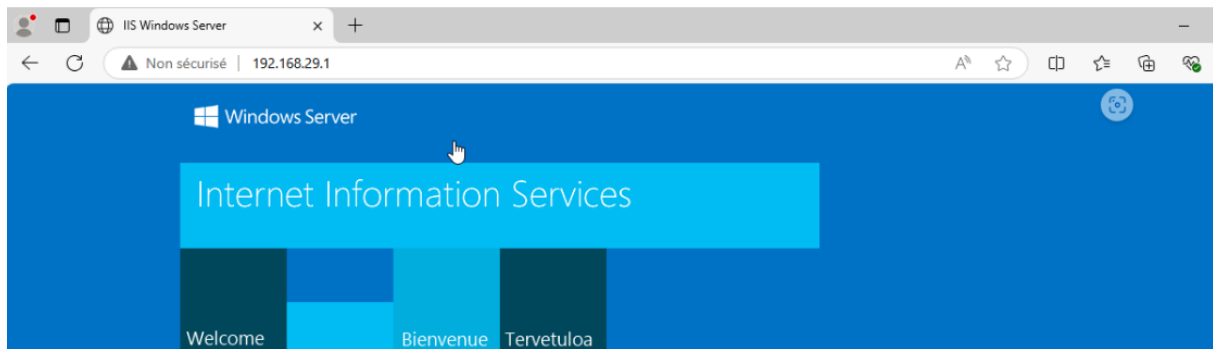 IIS Windows Server
Non sécurisé | 192.168.29.1
Windows Server
Internet Information Services
Welcome Bienvenue Tervetuloa